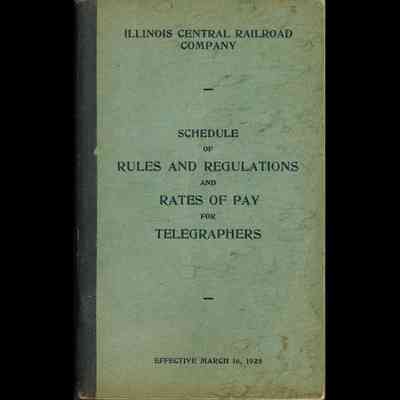 ILLINOIS CENTRAL RAILROAD
COMPANY
SCHEDULE
OF
RULES AND REGULATIONS
AND
RATES OF PAY
FOR
TELEGRAPHERS
EFFECTIVE MARCH 16,